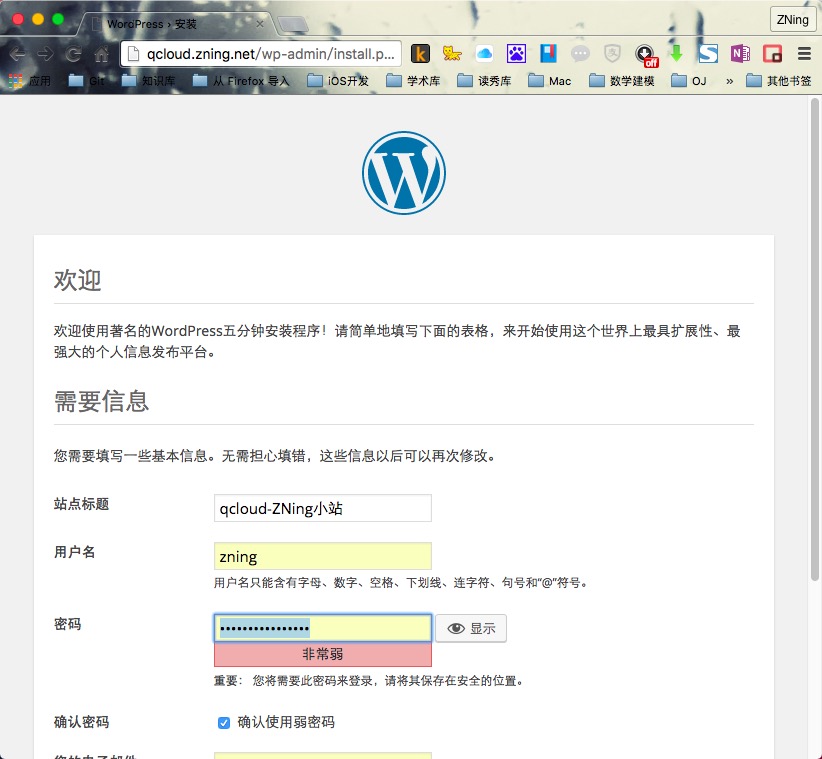 WordPress › 安装
ZNing
qcloud.zning.net/wp-admin/install.p...
off
应用 Git 知识库 从 Firefox 导入 iOS开发 学术库 读秀库 Mac 数学建模 OJ » 其他书签
欢迎
欢迎使用著名的WordPress五分钟安装程序！请简单地填写下面的表格，来开始使用这个世界上最具扩展性、最
强大的个人信息发布平台。
需要信息
您需要填写一些基本信息。无需担心填错，这些信息以后可以再次修改。
站点标题 qcloud-ZNing小站
用户名 zning
用户名只能含有字母、数字、空格、下划线、连字符、句号和“@”符号。
密码 •••••••••••••••• 显示
非常弱
重要： 您将需要此密码来登录，请将其保存在安全的位置。
确认密码 确认使用弱密码
您的电子邮件